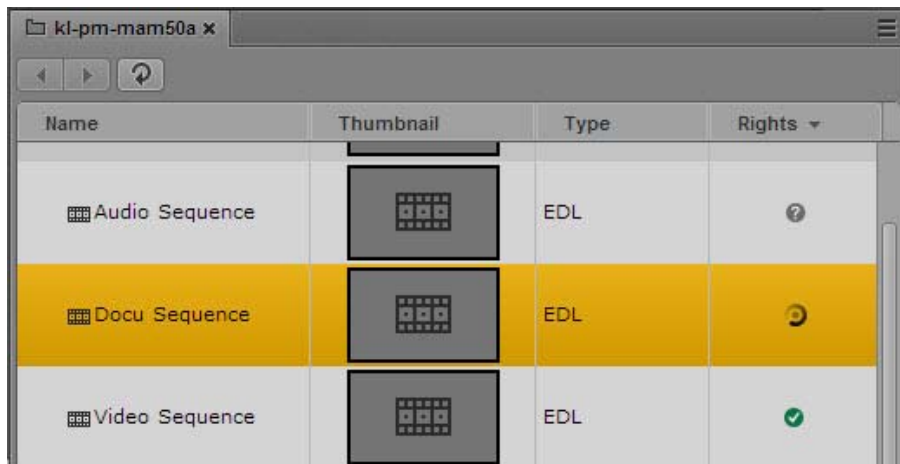 kl-pm-mam50a x
Name Thumbnail Type Rights
Audio Sequence EDL ?
Docu Sequence EDL
Video Sequence EDL